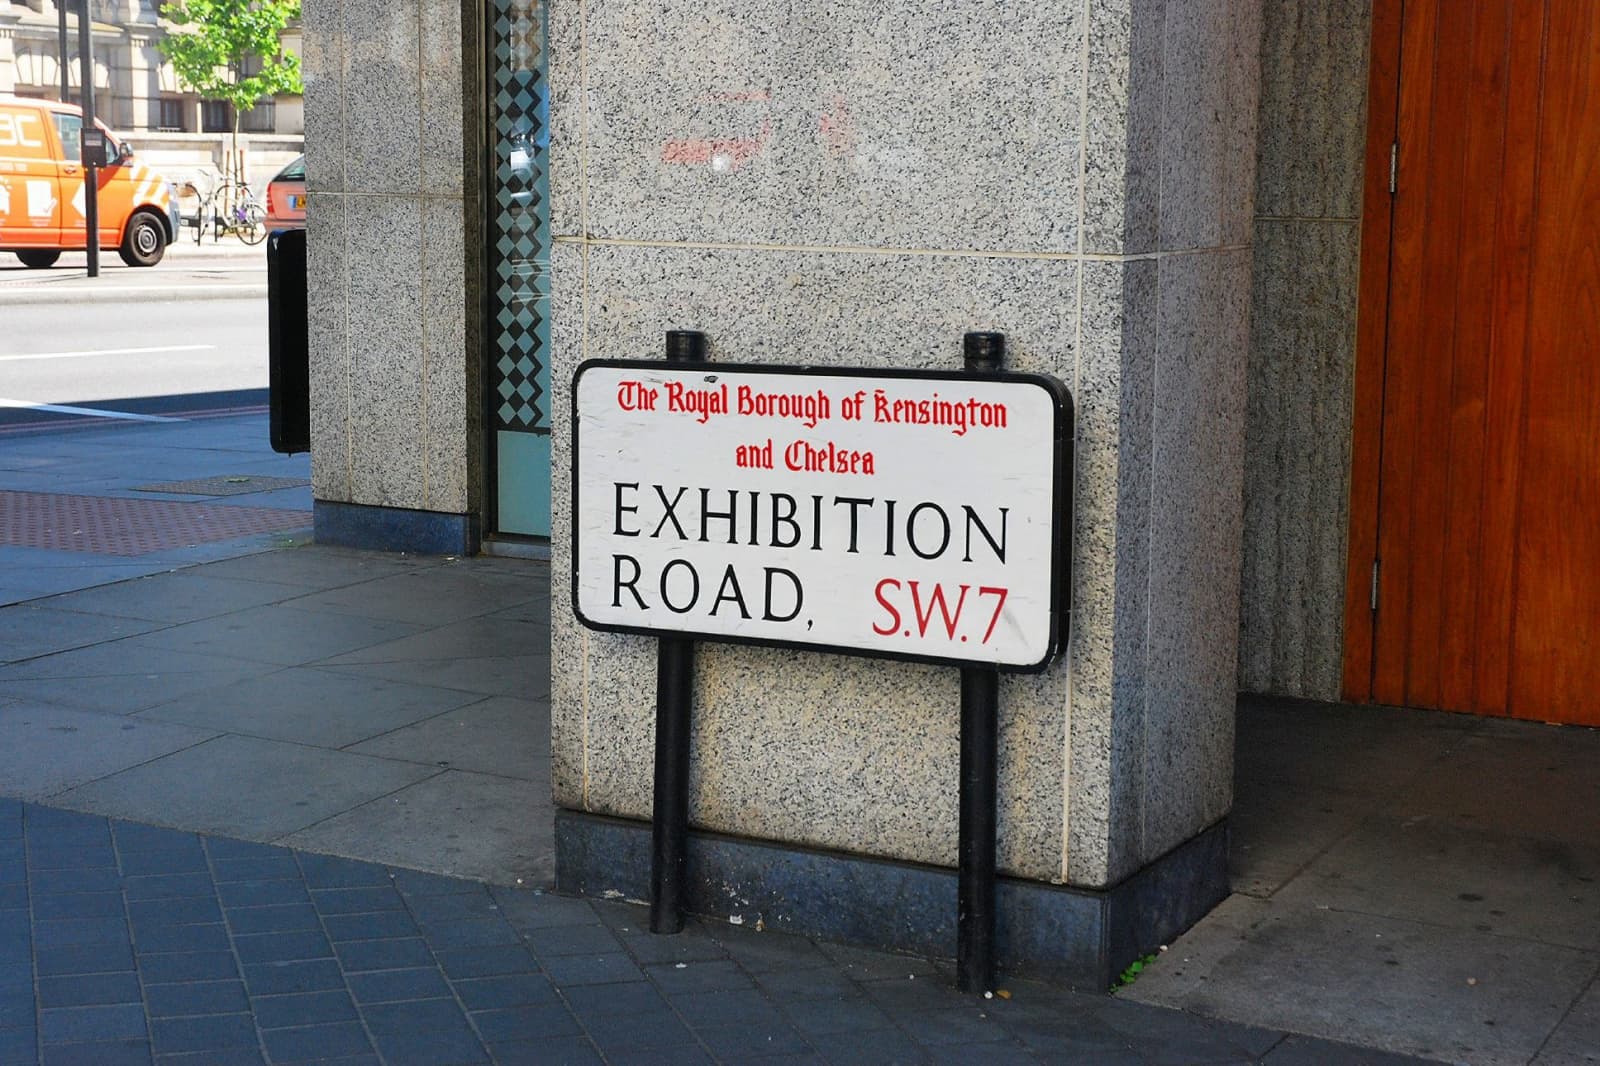 The Royal Borough of Kensington
and Chelsea
EXHIBITION
ROAD, S.W.7